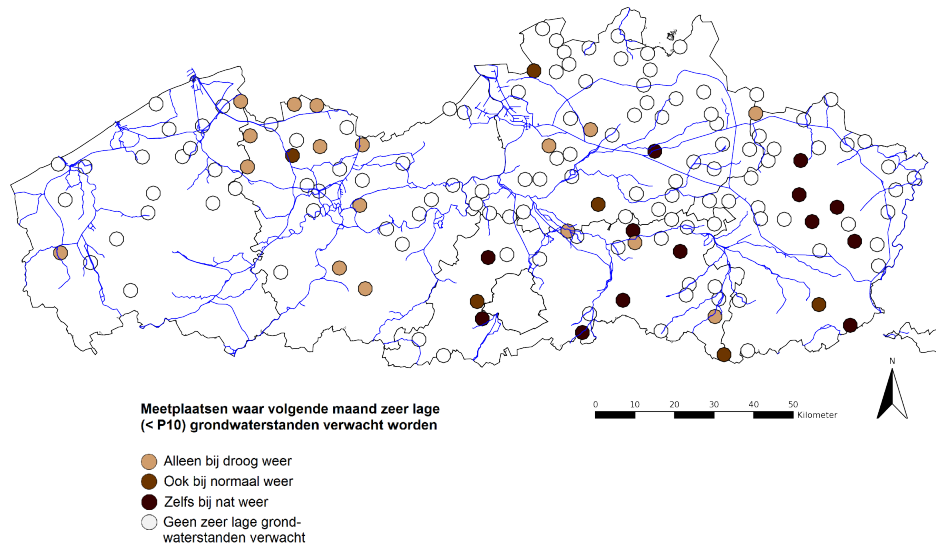 N
0 10 20 30 40 50
Kilometer
Meetplaatsen waar volgende maand zeer lage
(< P10) grondwaterstanden verwacht worden
Alleen bij droog weer
Ook bij normaal weer
Zelfs bij nat weer
Geen zeer lage grond-
waterstanden verwacht